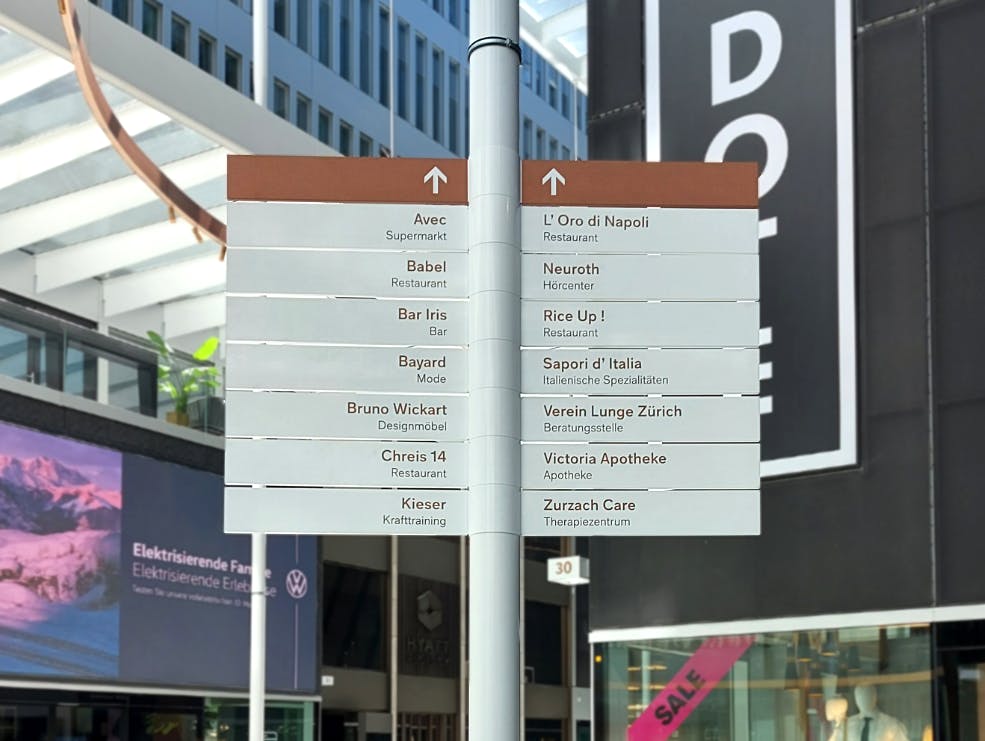 Avec
Supermarkt
Babel
Restaurant
Bar Iris
Bar
Bayard
Mode
Bruno Wickart
Designmöbel
Chreis 14
Restaurant
Kieser
Krafttraining
L' Oro di Napoli
Restaurant
Neuroth
Hörcenter
Rice Up !
Restaurant
Sapori d' Italia
Italienische Spezialitäten
Verein Lunge Zürich
Beratungsstelle
Victoria Apotheke
Apotheke
Zurzach Care
Therapiezentrum
DO
E
Elektrisierende
Elektrisierende
30
HYATT
SALE